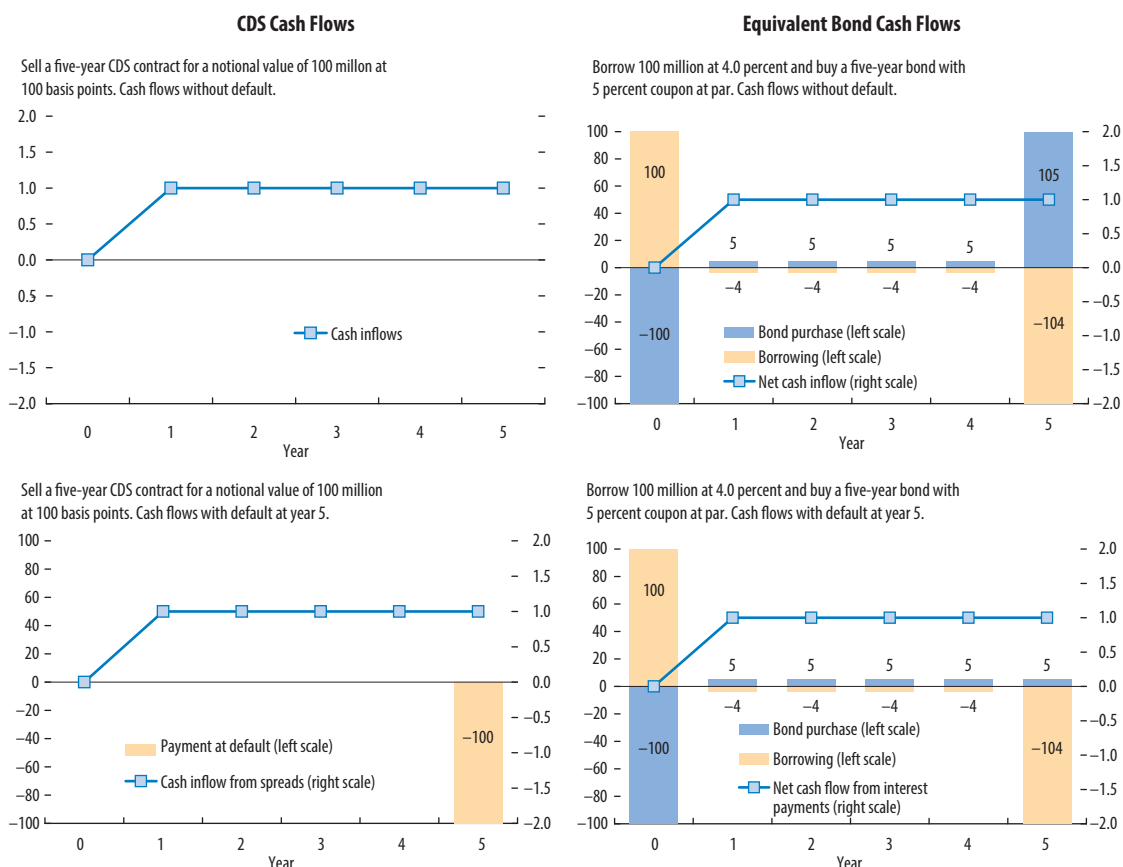 CDS Cash Flows
Sell a five-year CDS contract for a notional value of 100 millon at
100 basis points. Cash flows without default.
2.0
1.5
1.0
0.5
0.0
0.5
−1.0
−1.5
−2.0
Cash inflows
0 1 2 3 4 5
Year
Equivalent Bond Cash Flows
Borrow 100 million at 4.0 percent and buy a five-year bond with
5 percent coupon at par. Cash flows without default.
100
80
60
40
20
0
−20
−40
−60
−80
−100
2.0
1.5
1.0
0.5
0.0
−0.5
−1.0
−1.5
−2.0
100
105
5 5 5 5
−4 −4 −4 −4
−100
−104
Bond purchase (left scale)
Borrowing (left scale)
Net cash inflow (right scale)
0 1 2 3 4 5
Year
Sell a five-year CDS contract for a notional value of 100 million
at 100 basis points. Cash flows with default at year 5.
100
80
60
40
20
0
−20
−40
−60
−80
−100
2.0
1.5
1.0
0.5
0.0
−0.5
−1.0
−1.5
−2.0
−100
Payment at default (left scale)
Cash inflow from spreads (right scale)
0 1 2 3 4 5
Year
Borrow 100 million at 4.0 percent and buy a five-year bond with
5 percent coupon at par. Cash flows with default at year 5.
100
80
60
40
20
0
−20
−40
−60
−80
−100
2.0
1.5
1.0
0.5
0.0
−0.5
−1.0
−1.5
−2.0
100
5 5 5 5 5
−4 −4 −4 −4
−100
−104
Bond purchase (left scale)
Borrowing (left scale)
Net cash flow from interest
payments (right scale)
0 1 2 3 4 5
Year